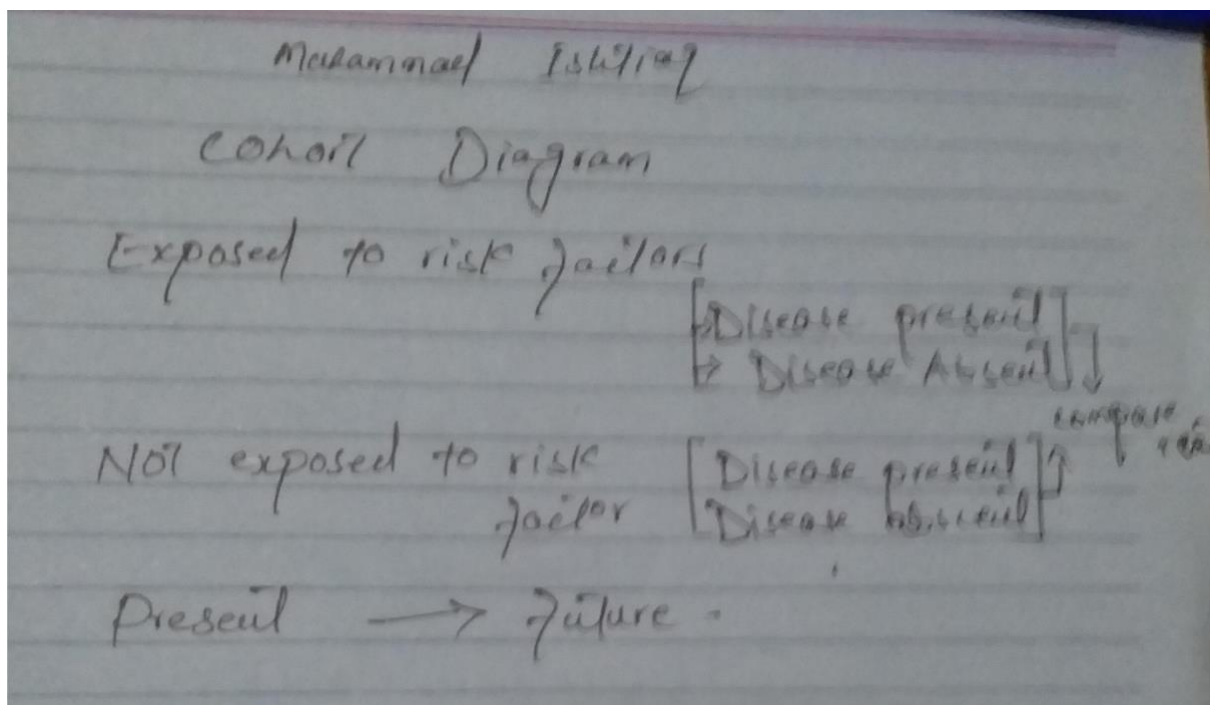 Muhammad Ishtiaq
Cohort Diagram
Exposed to risk factors
Disease present
Disease Absent
compare
Not exposed to risk
factor
Disease present
Disease absent
Present → future